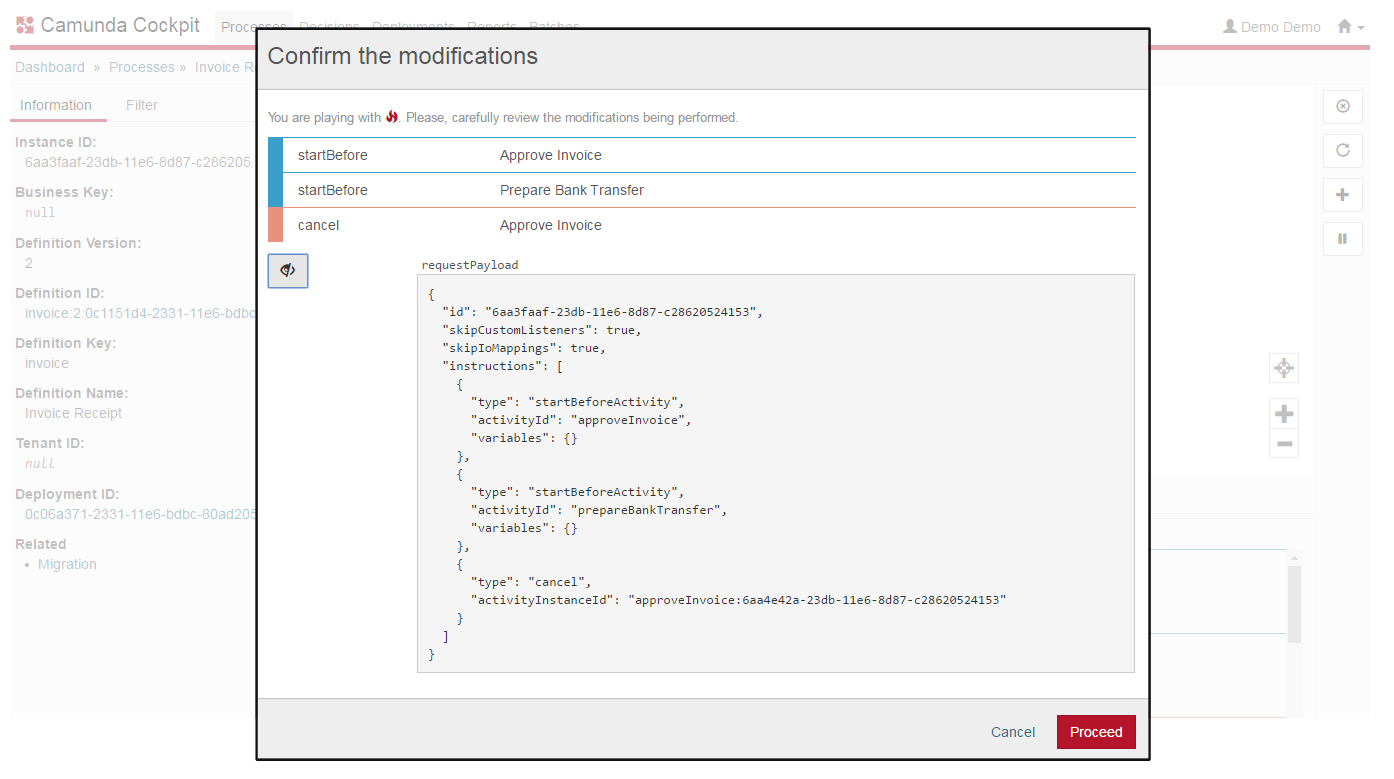 Camunda Cockpit
Processes Decisions Deployments Reports Batches
Demo Demo
Dashboard » Processes » Invoice
Information Filter
Instance ID:
6aa3faaf-23db-11e6-8d87-c286205
Business Key:
null
Definition Version:
2
Definition ID:
invoice:2:0c1151d4-2331-11e6-bdbc
Definition Key:
invoice
Definition Name:
Invoice Receipt
Tenant ID:
null
Deployment ID:
0c06a371-2331-11e6-bdbc-80ad205
Related
• Migration
Confirm the modifications
You are playing with . Please, carefully review the modifications being performed.
startBefore Approve Invoice
startBefore Prepare Bank Transfer
cancel Approve Invoice
requestPayload
{
"id": "6aa3faaf-23db-11e6-8d87-c28620524153",
"skipCustomListeners": true,
"skipIoMappings": true,
"instructions": [
{
"type": "startBeforeActivity",
"activityId": "approveInvoice",
"variables": {}
},
{
"type": "startBeforeActivity",
"activityId": "prepareBankTransfer",
"variables": {}
},
{
"type": "cancel",
"activityInstanceId": "approveInvoice:6aa4e42a-23db-11e6-8d87-c28620524153"
}
]
}
Cancel Proceed